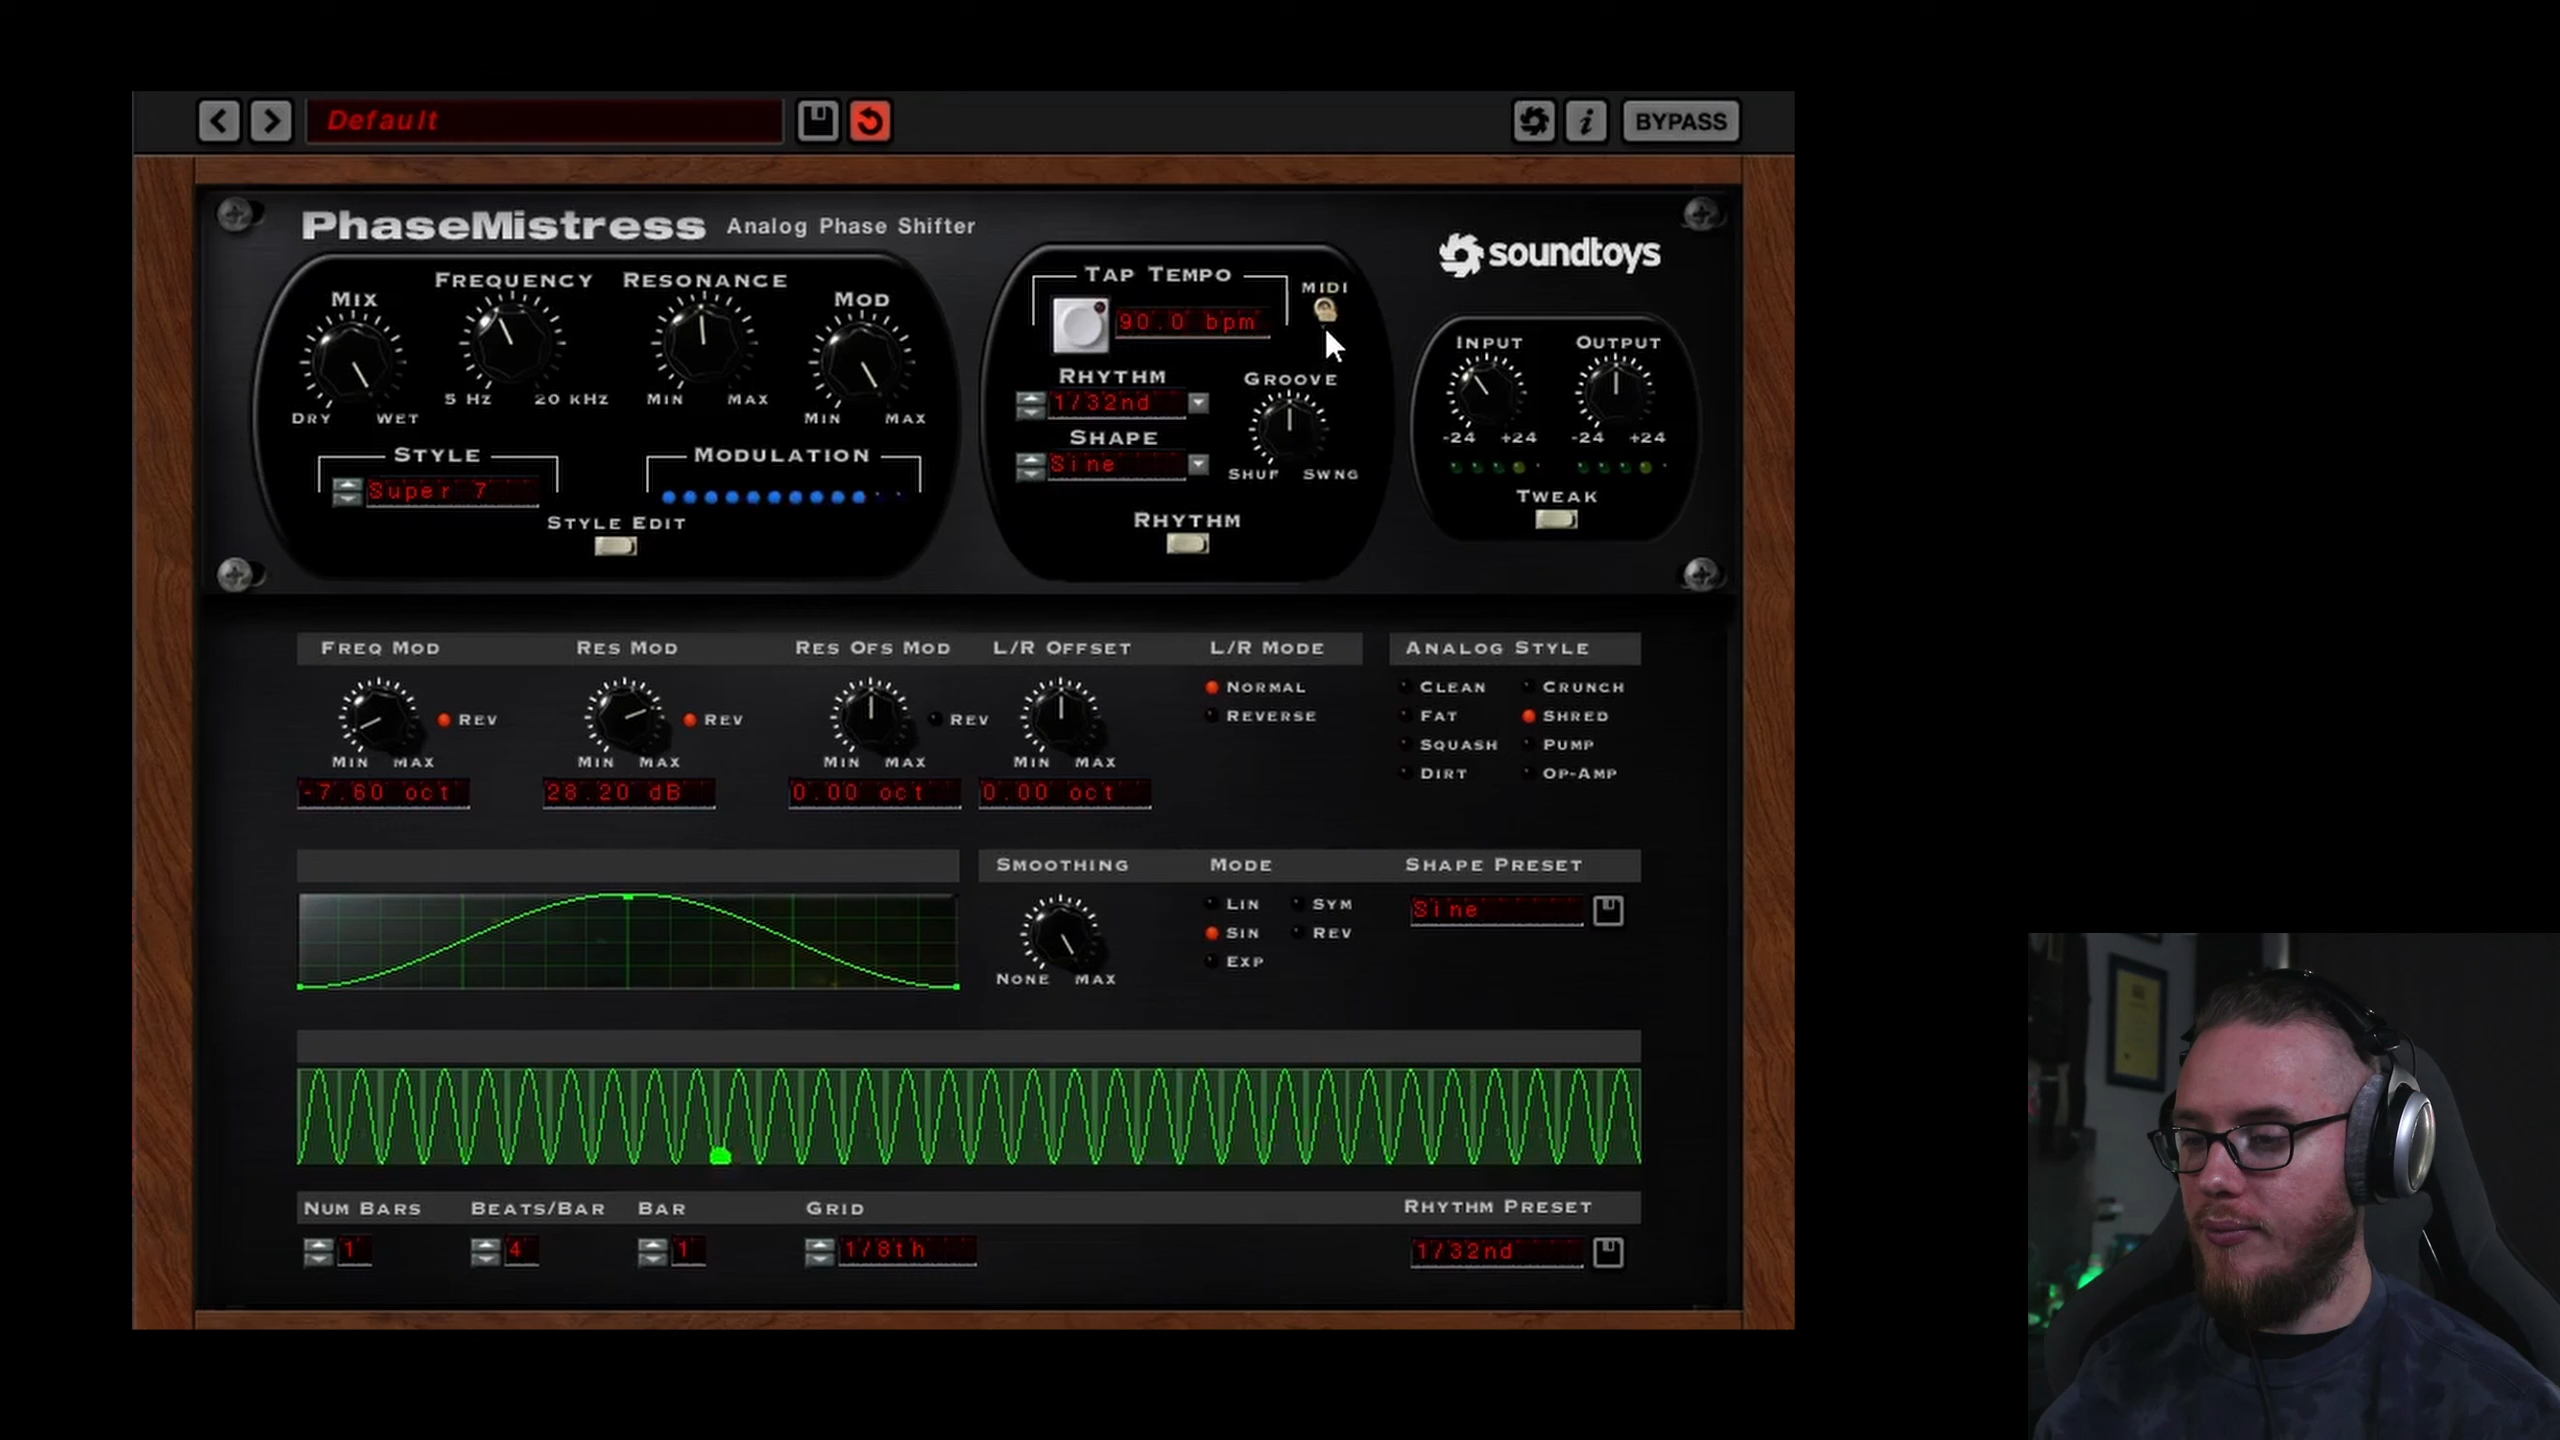 Default
i
BYPASS
PhaseMistress Analog Phase Shifter
soundtoys
MIX
FREQUENCY
RESONANCE
MOD
5 HZ
20 KHZ
MIN
MAX
DRY
WET
MIN
MAX
STYLE
Super 7
MODULATION
STYLE EDIT
TAP TEMPO
90.0 bpm
MIDI
RHYTHM
1/32nd
SHAPE
Sine
GROOVE
SHUF
SWNG
RHYTHM
INPUT
OUTPUT
-24 +24
-24 +24
TWEAK
FREQ MOD
RES MOD
RES OFS MOD
L/R OFFSET
L/R MODE
ANALOG STYLE
REV
REV
REV
MIN MAX
MIN MAX
MIN MAX
MIN MAX
-7.60 oct
28.20 dB
0.00 oct
0.00 oct
NORMAL
REVERSE
CLEAN
CRUNCH
FAT
SHRED
SQUASH
PUMP
DIRT
OP-AMP
SMOOTHING
MODE
SHAPE PRESET
NONE MAX
LIN
SYM
SIN
REV
EXP
Sine
NUM BARS
BEATS/BAR
BAR
GRID
RHYTHM PRESET
1
4
1
1/8th
1/32nd